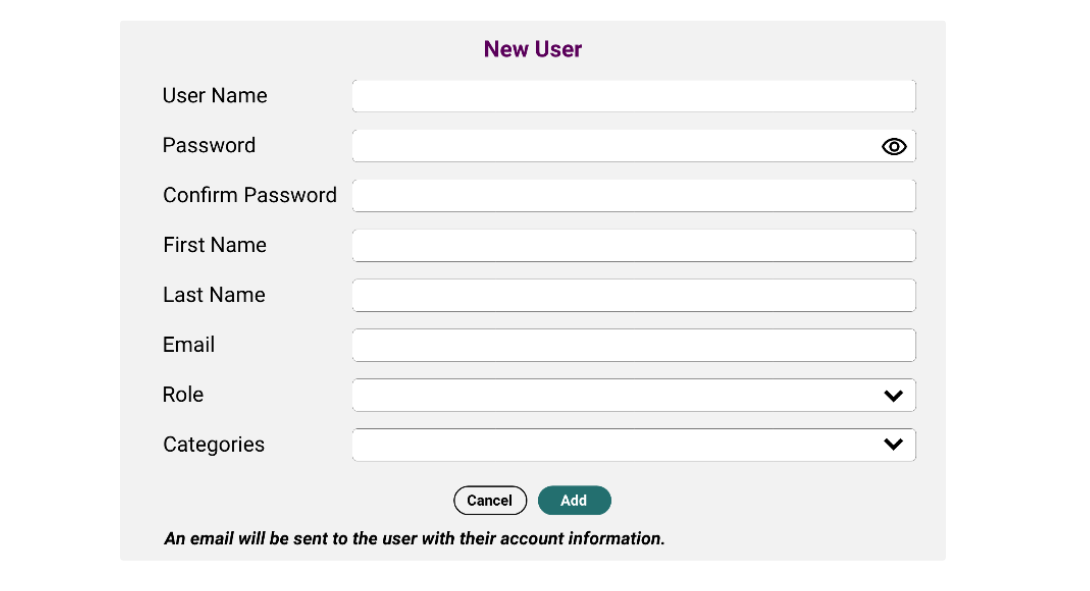 New User
User Name
Password
Confirm Password
First Name
Last Name
Email
Role
Categories
Cancel Add
An email will be sent to the user with their account information.